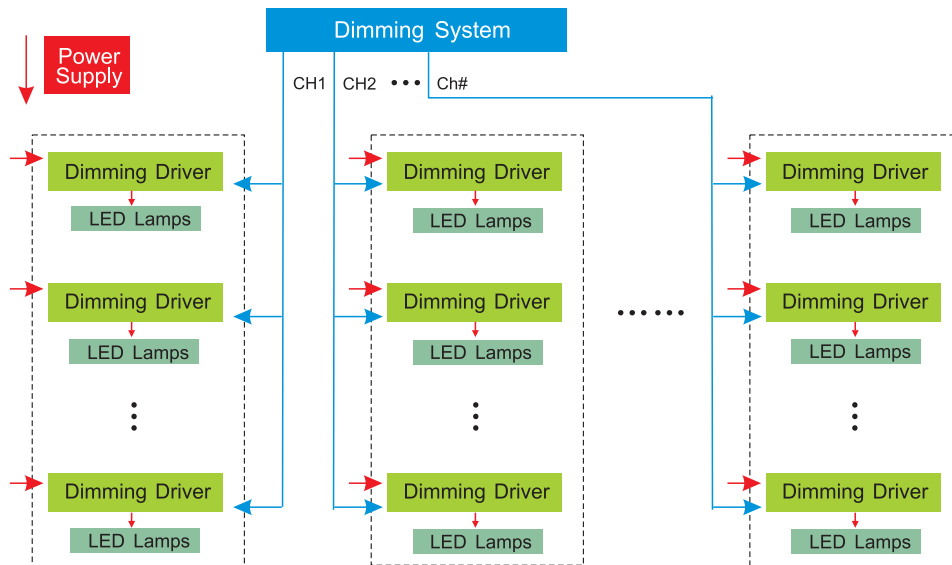 Dimming System
Power
Supply
CH1 CH2 ••• Ch#
Dimming Driver Dimming Driver Dimming Driver
LED Lamps LED Lamps LED Lamps
Dimming Driver Dimming Driver •••••• Dimming Driver
LED Lamps LED Lamps LED Lamps
Dimming Driver Dimming Driver Dimming Driver
LED Lamps LED Lamps LED Lamps